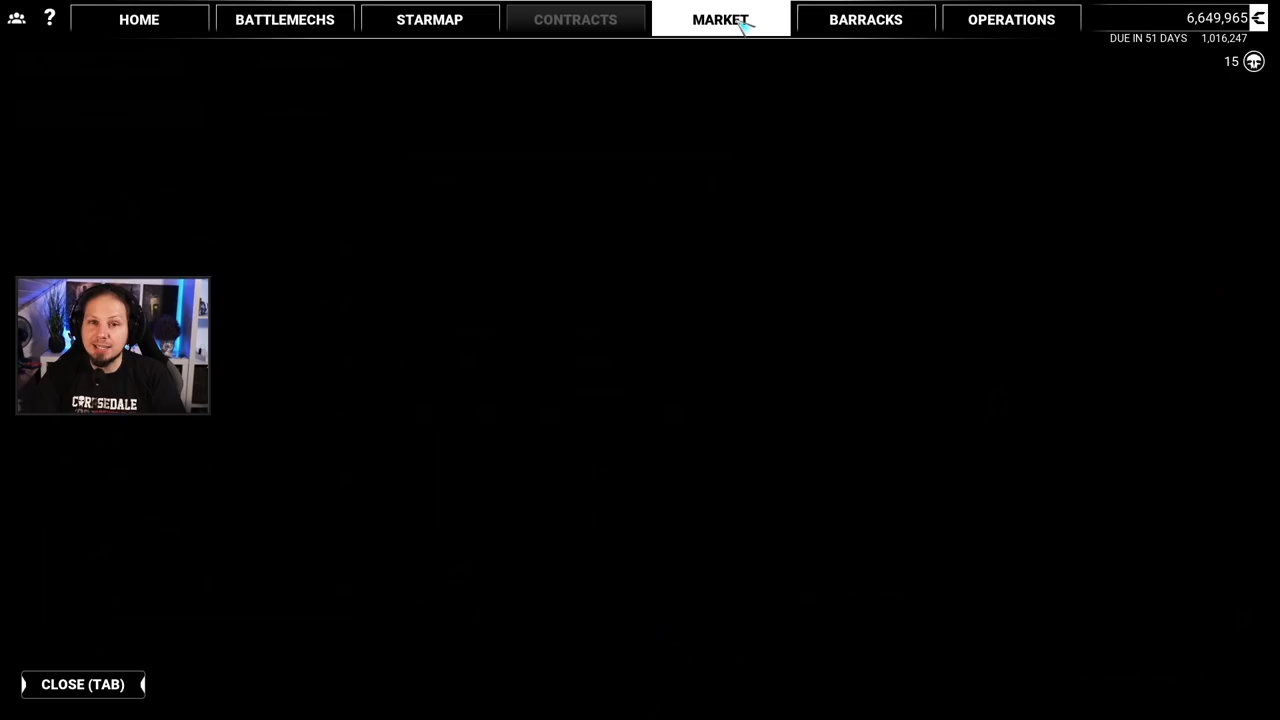 ?
HOME
BATTLEMECHS
STARMAP
CONTRACTS
MARKET
BARRACKS
OPERATIONS
6,649,965
DUE IN 51 DAYS 1,016,247
15
CORPSEDALE
CLOSE (TAB)